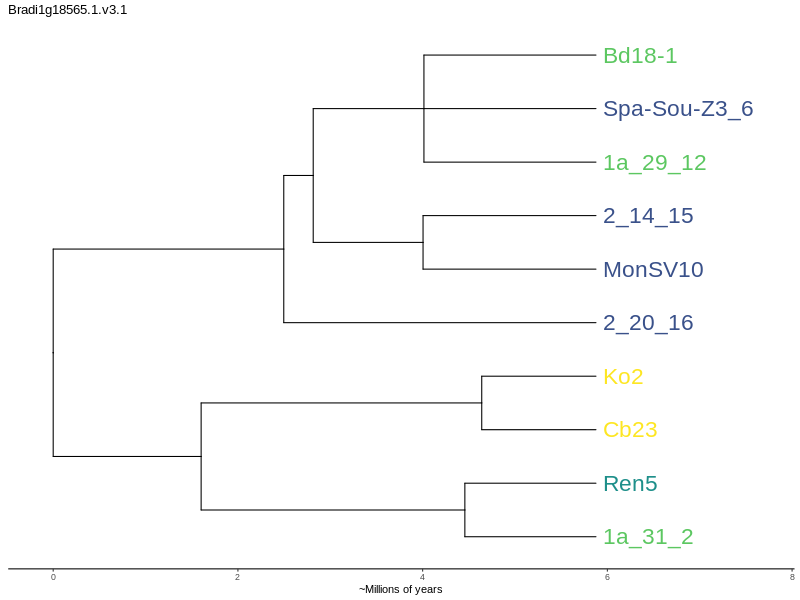 Bradi1g18565.1.v3.1
Bd18-1
Spa-Sou-Z3_6
1a_29_12
2_14_15
MonSV10
2_20_16
Ko2
Cb23
Ren5
1a_31_2
0 2 4 6 8
~Millions of years